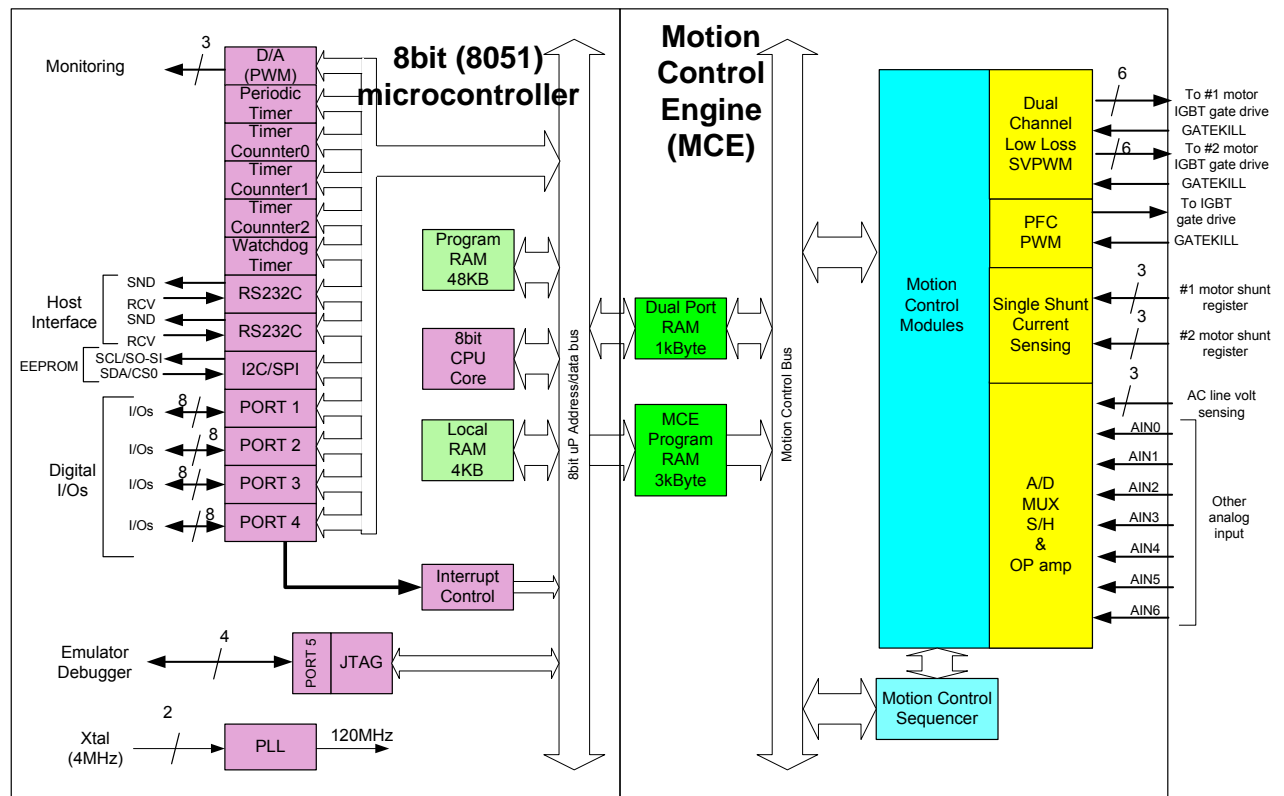 8bit (8051)
microcontroller
Motion
Control
Engine
(MCE)
Monitoring
3
D/A
(PWM)
Periodic
Timer
Timer
Counnter0
Timer
Counnter1
Timer
Counnter2
Watchdog
Timer
Host
Interface
SND
RCV
RS232C
SND
RCV
RS232C
EEPROM
SCL/SO-SI
SDA/CS0
I2C/SPI
Digital
I/Os
I/Os
8
PORT 1
I/Os
8
PORT 2
I/Os
8
PORT 3
I/Os
8
PORT 4
Interrupt
Control
Emulator
Debugger
4
PORT 5
JTAG
Xtal
(4MHz)
2
PLL
120MHz
Program
RAM
48KB
8bit
CPU
Core
Local
RAM
4KB
8bit uP Address/data bus
Dual Port
RAM
1kByte
MCE
Program
RAM
3kByte
Motion Control Bus
Motion
Control
Modules
Motion Control
Sequencer
Dual
Channel
Low Loss
SVPWM
PFC
PWM
Single Shunt
Current
Sensing
A/D
MUX
S/H
&
OP amp
6
To #1 motor
IGBT gate drive
GATEKILL
6
To #2 motor
IGBT gate drive
GATEKILL
To IGBT
gate drive
GATEKILL
3
#1 motor shunt
register
3
#2 motor shunt
register
3
AC line volt
sensing
AIN0
AIN1
AIN2
AIN3
AIN4
AIN5
AIN6
Other
analog
input